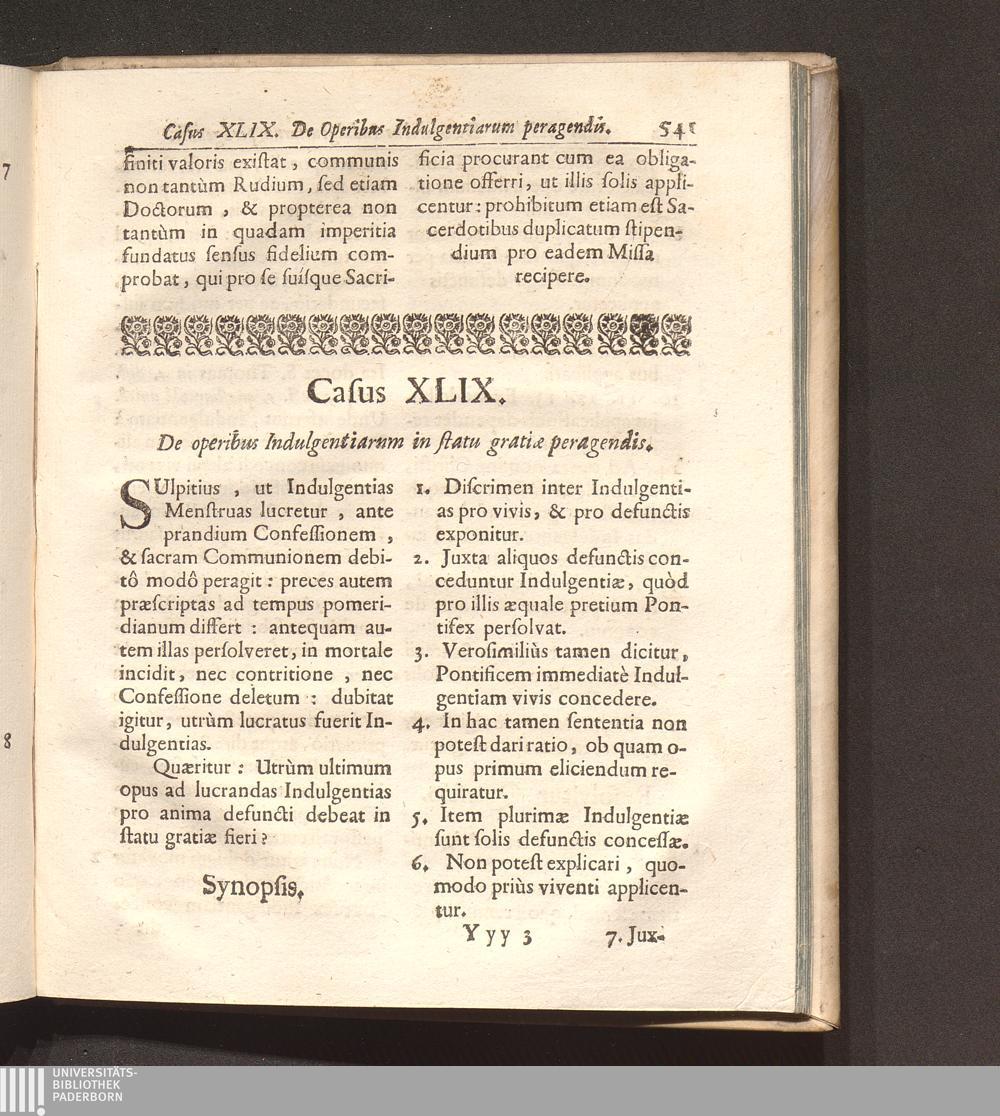 Casus XLIX. De Operibus Indulgentiarum peragendis. 541
finiti valoris existat, communis
non tantùm Rudium, sed etiam
Doctorum, & propterea non
tantùm in quadam imperitia
fundatus sensus fidelium com-
probat, qui pro se suisque Sacri-
ficia procurant cum ea obliga-
tione offerri, ut illis solis appli-
centur: prohibitum etiam est Sa-
cerdotibus duplicatum stipen-
dium pro eadem Missa
recipere.
Casus XLIX.
De operibus Indulgentiarum in statu gratiæ peragendis.
SUlpitius, ut Indulgentias
Menstruas lucretur, ante
prandium Confessionem,
& sacram Communionem debi-
tô modô peragit: preces autem
præscriptas ad tempus pomeri-
dianum differt: antequam au-
tem illas persolveret, in mortale
incidit, nec contritione, nec
Confessione deletum: dubitat
igitur, utrùm lucratus fuerit In-
dulgentias.
Quæritur: Utrùm ultimum
opus ad lucrandas Indulgentias
pro anima defuncti debeat in
statu gratiæ fieri?
Synopsis.
1. Discrimen inter Indulgenti-
as pro vivis, & pro defunctis
exponitur.
2. Juxta aliquos defunctis con-
ceduntur Indulgentiæ, quòd
pro illis æquale pretium Pon-
tifex persolvat.
3. Verosimiliùs tamen dicitur,
Pontificem immediatè Indul-
gentiam vivis concedere.
4. In hac tamen sententia non
potest dari ratio, ob quam o-
pus primum eliciendum re-
quiratur.
5. Item plurimæ Indulgentiæ
sunt solis defunctis concessæ.
6. Non potest explicari, quo-
modo priùs viventi applicen-
tur.
Yyy 3 7. Jux-
7
8
UNIVERSITÄTS-
BIBLIOTHEK
PADERBORN